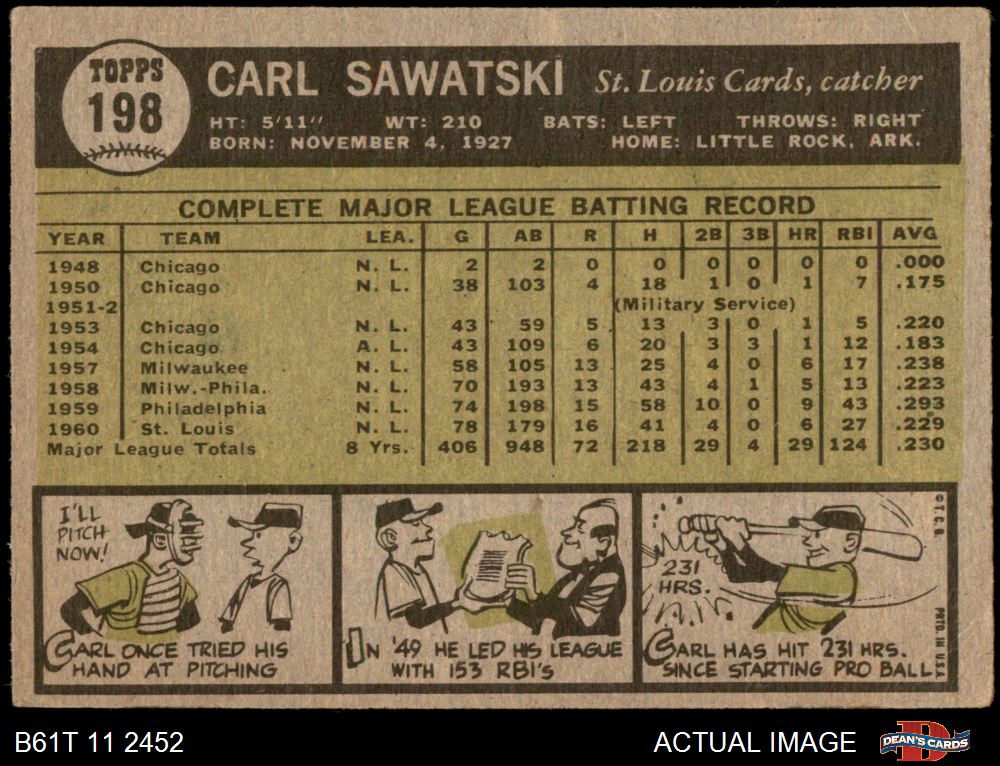 TOPPS
198
CARL SAWATSKI St. Louis Cards, catcher
HT: 5'11" WT: 210 BATS: LEFT THROWS: RIGHT
BORN: NOVEMBER 4, 1927 HOME: LITTLE ROCK, ARK.
COMPLETE MAJOR LEAGUE BATTING RECORD
YEAR TEAM LEA. G AB R H 2B 3B HR RBI AVG
1948 Chicago N. L. 2 2 0 0 0 0 0 0 .000
1950 Chicago N. L. 38 103 4 18 1 0 1 7 .175
1951-2 (Military Service)
1953 Chicago N. L. 43 59 5 13 3 0 1 5 .220
1954 Chicago A. L. 43 109 6 20 3 3 1 12 .183
1957 Milwaukee N. L. 58 105 13 25 4 0 6 17 .238
1958 Milw.-Phila. N. L. 70 193 13 43 4 1 5 13 .223
1959 Philadelphia N. L. 74 198 15 58 10 0 9 43 .293
1960 St. Louis N. L. 78 179 16 41 4 0 6 27 .229
Major League Totals 8 Yrs. 406 948 72 218 29 4 29 124 .230
I'LL
PITCH
NOW!
CARL ONCE TRIED HIS
HAND AT PITCHING
IN '49 HE LED HIS LEAGUE
WITH 153 RBI'S
231
HRS.
CARL HAS HIT 231 HRS.
SINCE STARTING PRO BALL.
© T.C.G.
PRTD. IN U.S.A.
B61T 11 2452
ACTUAL IMAGE
D
DEAN'S CARDS